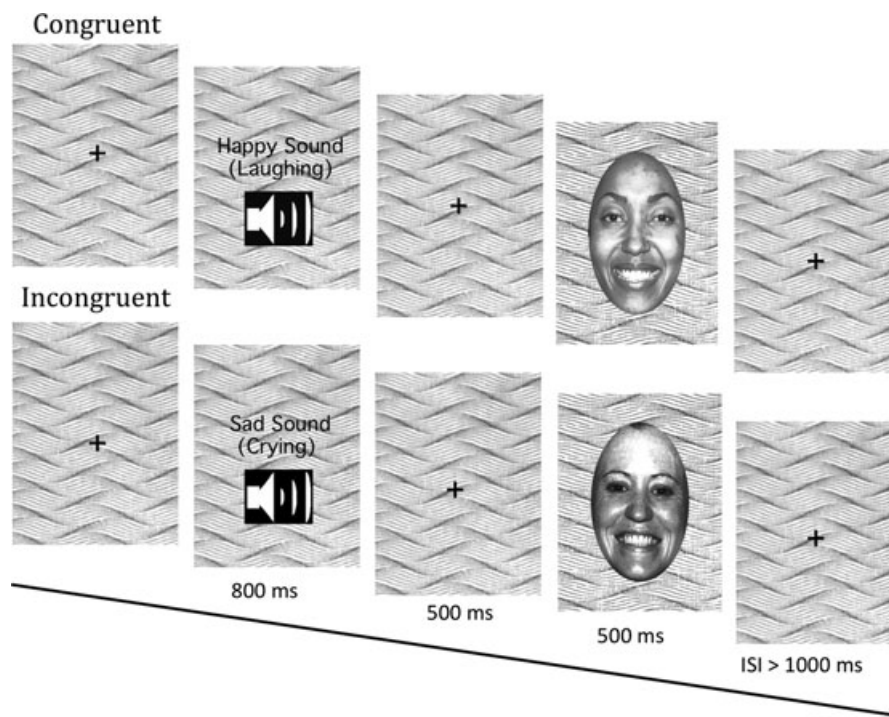 Congruent
Happy Sound
(Laughing)
Incongruent
Sad Sound
(Crying)
800 ms
500 ms
500 ms
ISI > 1000 ms